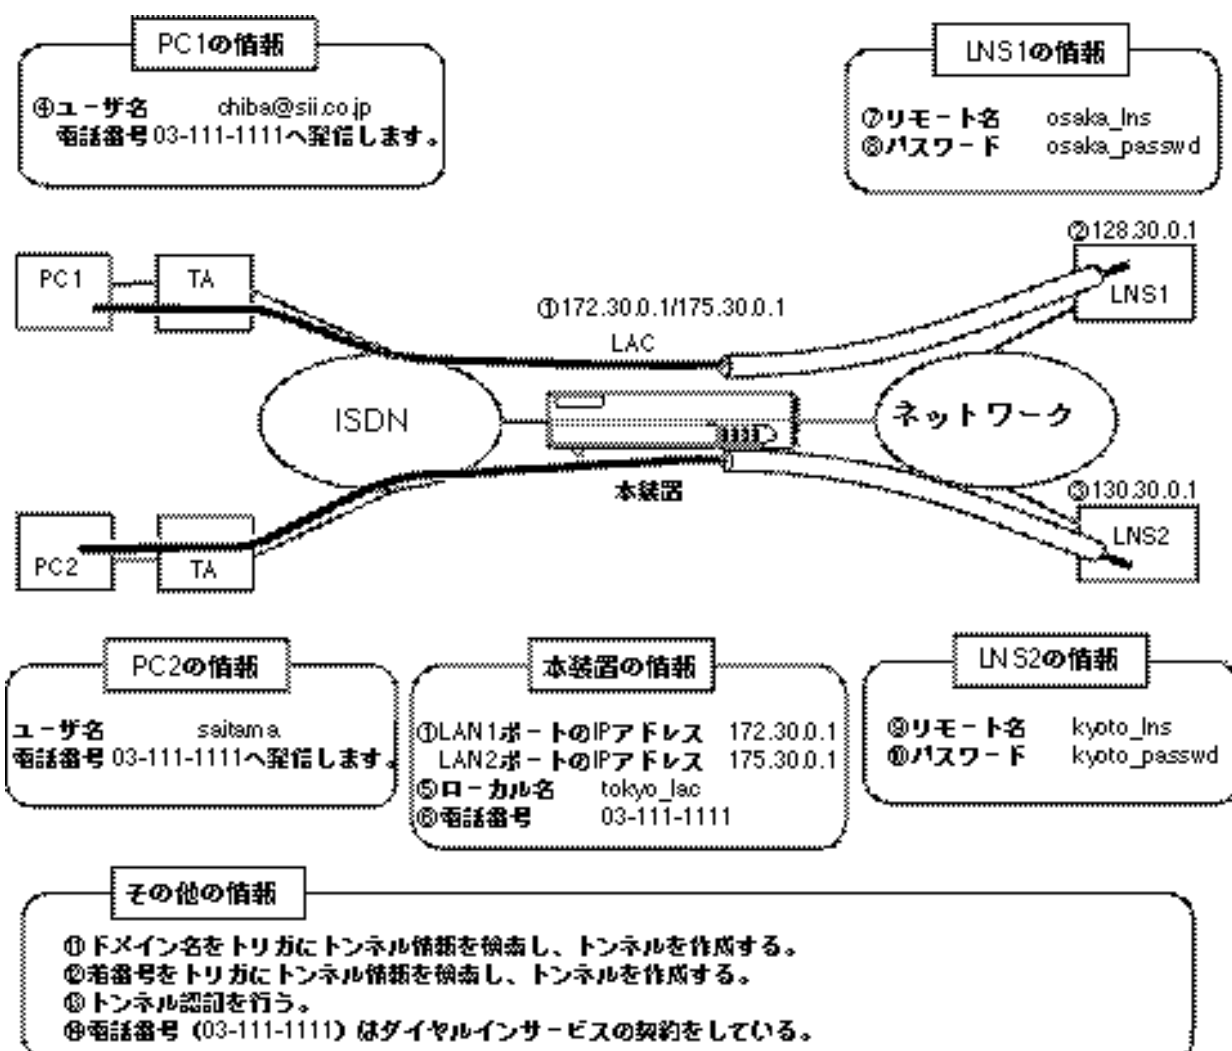 PC1の情報
④ユーザ名 chiba@sii.co.jp
電話番号03-111-1111へ発信します。
LNS1の情報
⑦リモート名 osaka_lns
⑧パスワード osaka_passwd
②128.30.0.1
PC1
TA
LNS1
①172.30.0.1/175.30.0.1
LAC
ISDN
ネットワーク
本装置
③130.30.0.1
PC2
TA
LNS2
PC2の情報
ユーザ名 saitama
電話番号03-111-1111へ発信します。
本装置の情報
①LAN1ポートのIPアドレス 172.30.0.1
LAN2ポートのIPアドレス 175.30.0.1
⑤ローカル名 tokyo_lac
⑥電話番号 03-111-1111
LNS2の情報
⑨リモート名 kyoto_lns
⑩パスワード kyoto_passwd
その他の情報
⑪ドメイン名をトリガにトンネル情報を検索し、トンネルを作成する。
⑫着番号をトリガにトンネル情報を検索し、トンネルを作成する。
⑬トンネル認証を行う。
⑭電話番号（03-111-1111）はダイヤルインサービスの契約をしている。